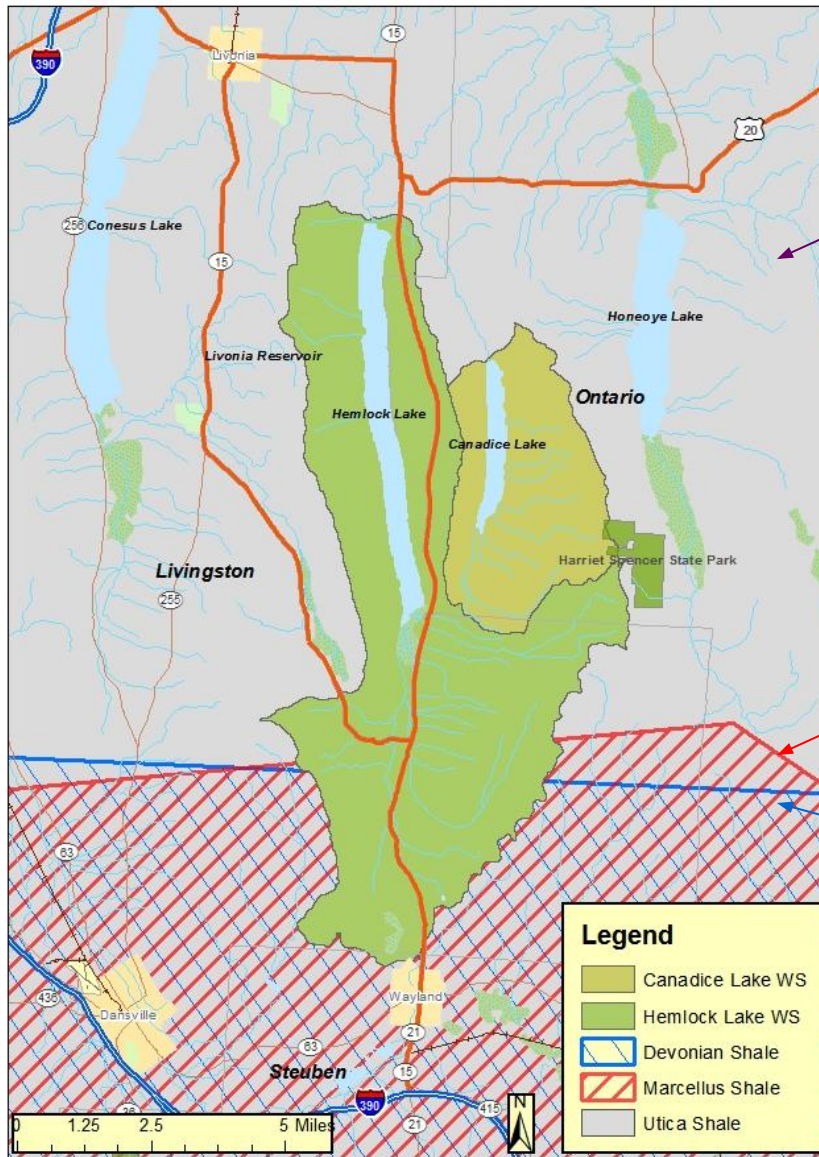 15
Livonia
390
20
256
Conesus Lake
15
Honeoye Lake
Livonia Reservoir
Ontario
Hemlock Lake
Canadice Lake
Harriet Spencer State Park
Livingston
255
63
Legend
Canadice Lake WS
Hemlock Lake WS
Devonian Shale
Marcellus Shale
Utica Shale
436
Dansville
Wayland
21
63
Steuben
15
390
415
21
36
N
0 1.25 2.5 5 Miles